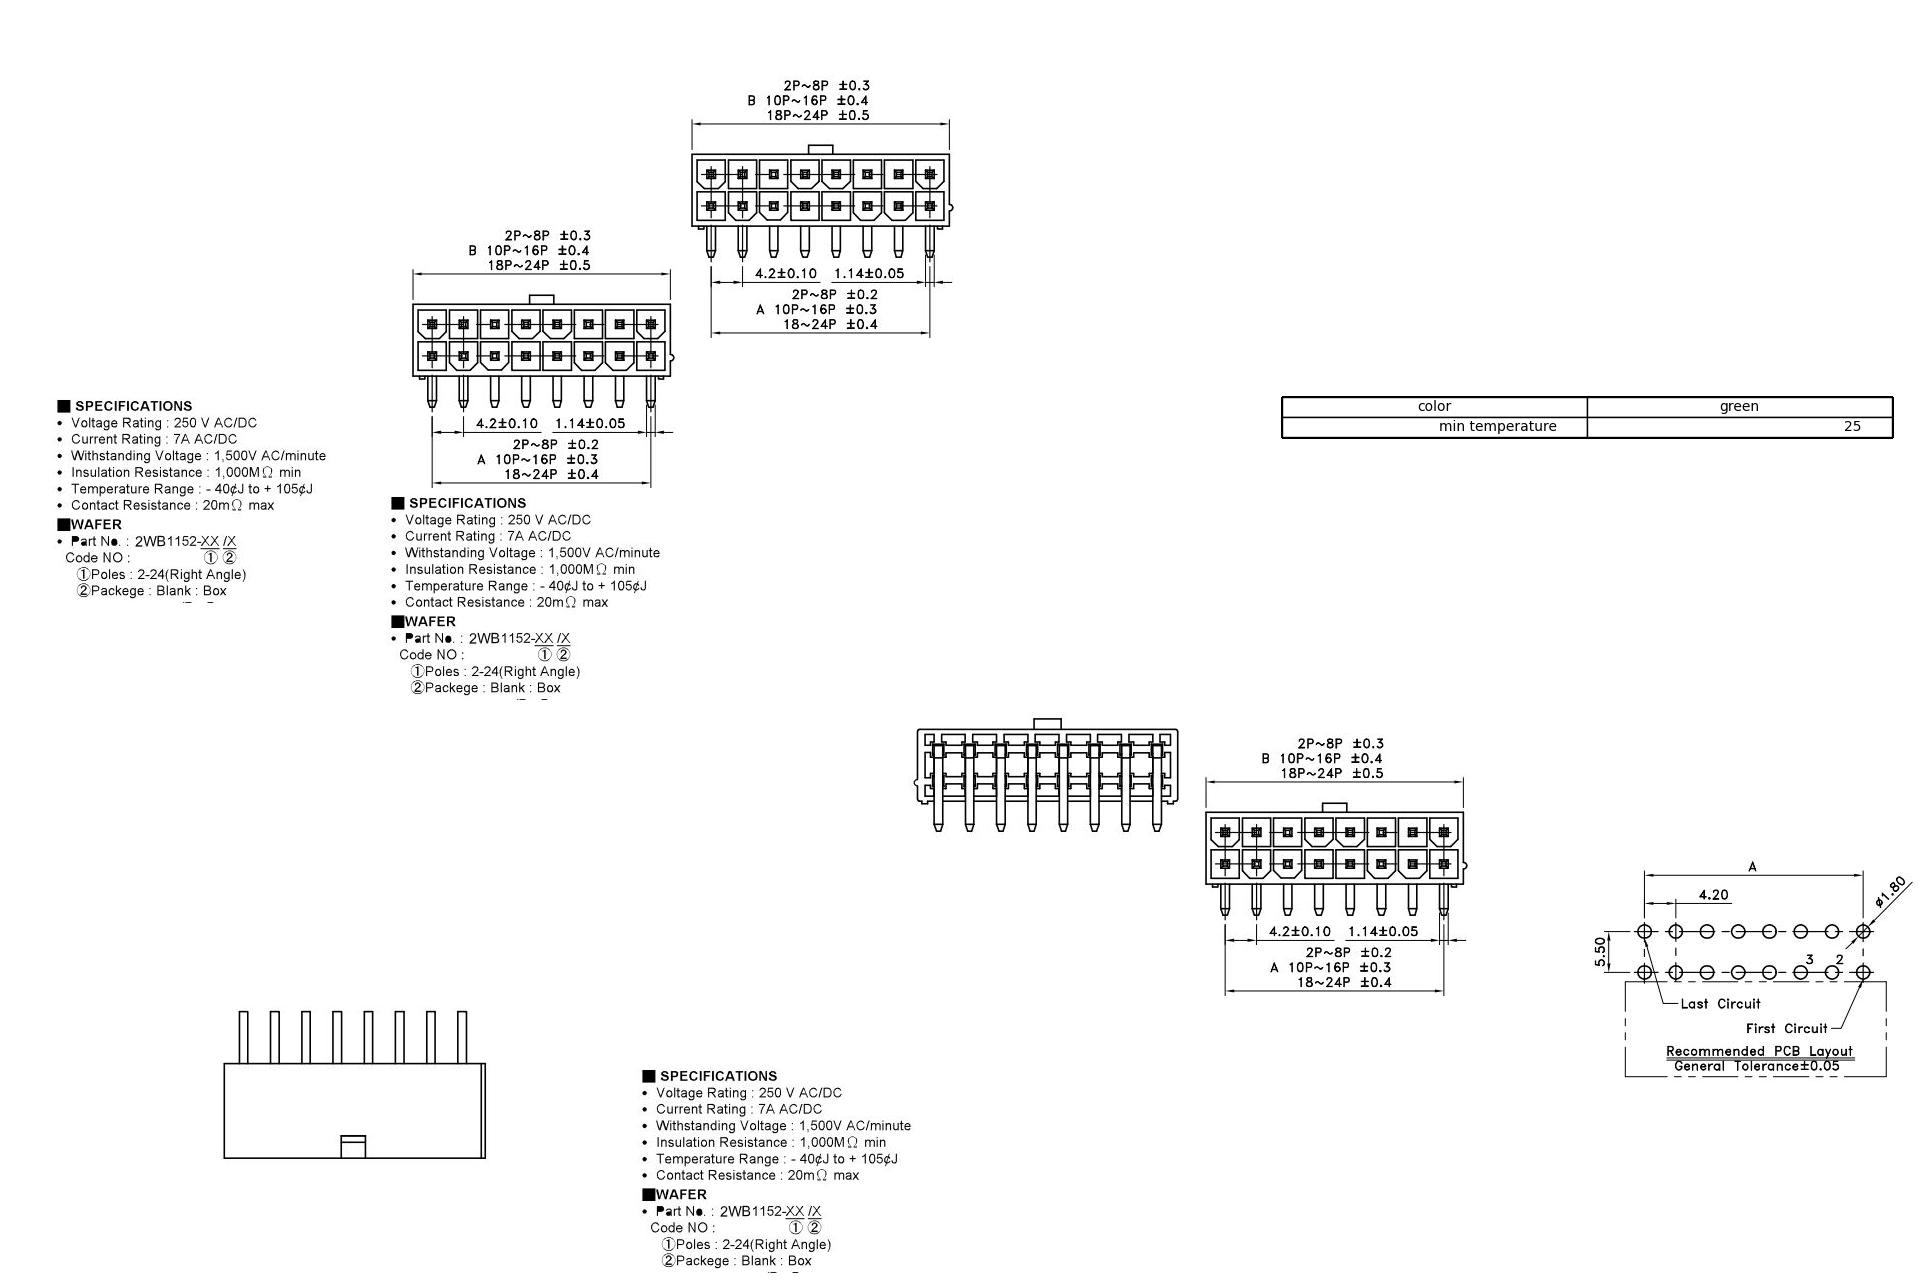 2P~8P ±0.3
B 10P~16P ±0.4
18P~24P ±0.5
4.2±0.10 1.14±0.05
2P~8P ±0.2
A 10P~16P ±0.3
18~24P ±0.4
2P~8P ±0.3
B 10P~16P ±0.4
18P~24P ±0.5
4.2±0.10 1.14±0.05
2P~8P ±0.2
A 10P~16P ±0.3
18~24P ±0.4
color green
min temperature 25
■ SPECIFICATIONS
• Voltage Rating : 250 V AC/DC
• Current Rating : 7A AC/DC
• Withstanding Voltage : 1,500V AC/minute
• Insulation Resistance : 1,000MΩ min
• Temperature Range : - 40¢J to + 105¢J
• Contact Resistance : 20mΩ max
■WAFER
• Part No. : 2WB1152-XX /X
Code NO : ① ②
①Poles : 2-24(Right Angle)
②Packege : Blank : Box
■ SPECIFICATIONS
• Voltage Rating : 250 V AC/DC
• Current Rating : 7A AC/DC
• Withstanding Voltage : 1,500V AC/minute
• Insulation Resistance : 1,000MΩ min
• Temperature Range : - 40¢J to + 105¢J
• Contact Resistance : 20mΩ max
■WAFER
• Part No. : 2WB1152-XX /X
Code NO : ① ②
①Poles : 2-24(Right Angle)
②Packege : Blank : Box
2P~8P ±0.3
B 10P~16P ±0.4
18P~24P ±0.5
4.2±0.10 1.14±0.05
2P~8P ±0.2
A 10P~16P ±0.3
18~24P ±0.4
A
4.20
ø1.80
5.50
3 2
Last Circuit
First Circuit
Recommended PCB Layout
General Tolerance±0.05
■ SPECIFICATIONS
• Voltage Rating : 250 V AC/DC
• Current Rating : 7A AC/DC
• Withstanding Voltage : 1,500V AC/minute
• Insulation Resistance : 1,000MΩ min
• Temperature Range : - 40¢J to + 105¢J
• Contact Resistance : 20mΩ max
■WAFER
• Part No. : 2WB1152-XX /X
Code NO : ① ②
①Poles : 2-24(Right Angle)
②Packege : Blank : Box